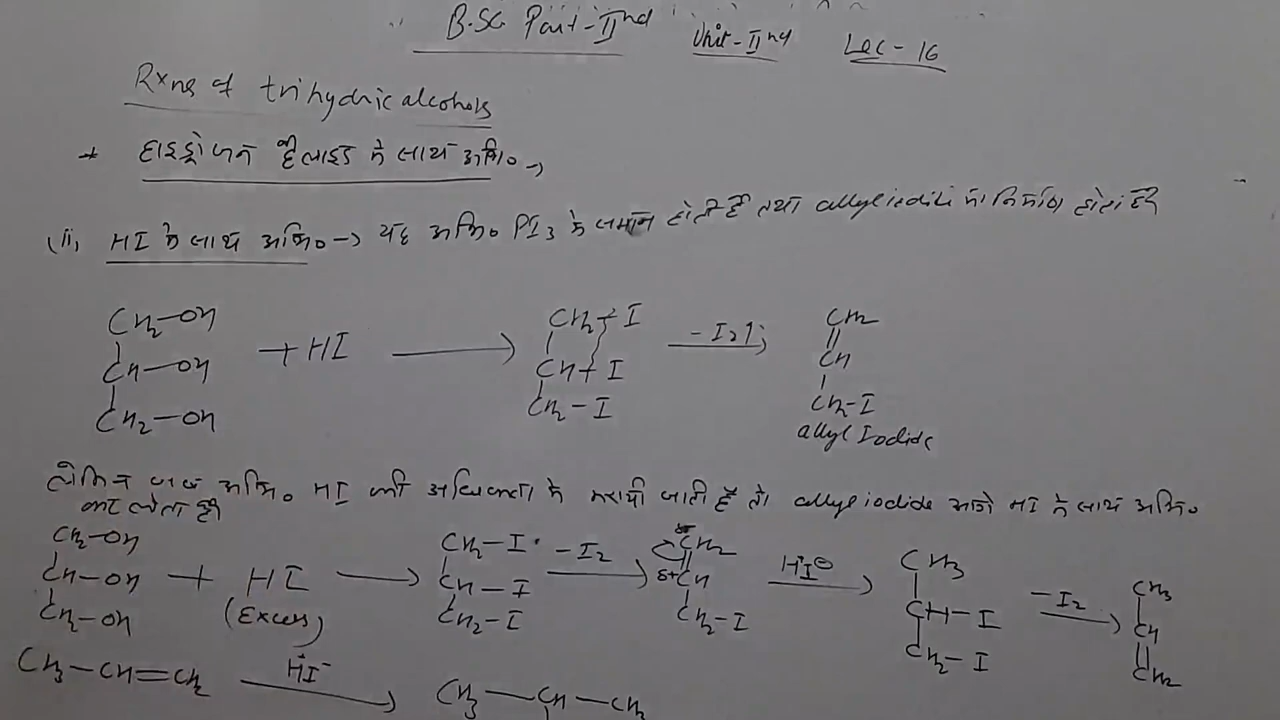 B.SC. Part-IInd Unit-IInd Lec-16
Rxns of trihydric alcohols
* हाइड्रोजन हैलाइड के साथ अभि० →
(ii) HI के साथ अभि० → यह अभि० PI3 के समान होती है तथा allyl iodide का निर्माण होता है
CH2-OH CH2-I CH2
+ HI → -I2 →
CH-OH CH-I CH
CH2-OH CH2-I CH2-I
allyl Iodide
लेकिन जब अभि० HI की अधिकता में करायी जाती है तो allyl iodide आगे HI के साथ अभि०
कर लेता है
CH2-OH CH2-I -I2 → δ- CH2 H+I⊖ → CH3 -I2 → CH3
CH-OH + HI → CH-I δ+ CH CH-I CH
CH2-OH (Excess) CH2-I CH2-I CH2-I CH2
CH3-CH=CH2 H+I- → CH3-CH-CH3